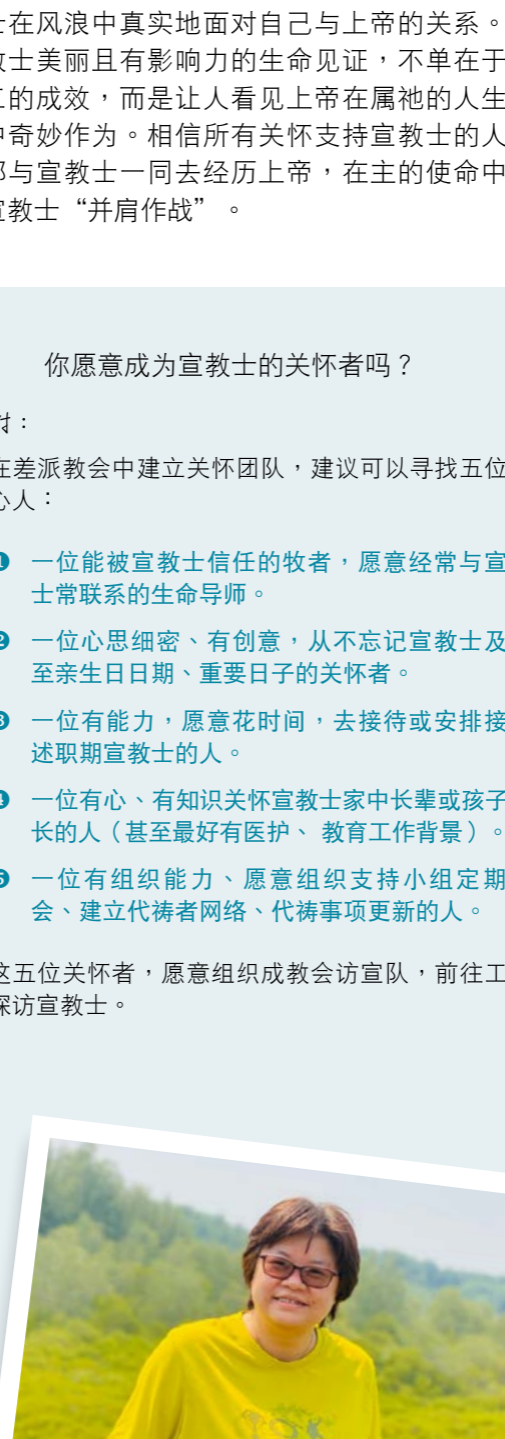 士在风浪中真实地面对自己与上帝的关系。
教士美丽且有影响力的生命见证，不单在于
工的成效，而是让人看见上帝在属祂的人生
中奇妙作为。相信所有关怀支持宣教士的人
都与宣教士一同去经历上帝，在主的使命中
宣教士“并肩作战”。
你愿意成为宣教士的关怀者吗？
在差派教会中建立关怀团队，建议可以寻找五位
心人：
❶ 一位能被宣教士信任的牧者，愿意经常与宣
士常联系的生命导师。
❷ 一位心思细密、有创意，从不忘记宣教士及
至亲生日日期、重要日子的关怀者。
❸ 一位有能力，愿意花时间，去接待或安排接
述职期宣教士的人。
❹ 一位有心、有知识关怀宣教士家中长辈或孩子
长的人（甚至最好有医护、 教育工作背景）。
❺ 一位有组织能力、愿意组织支持小组定期
会、建立代祷者网络、代祷事项更新的人。
这五位关怀者，愿意组织成教会访宣队，前往工
探访宣教士。